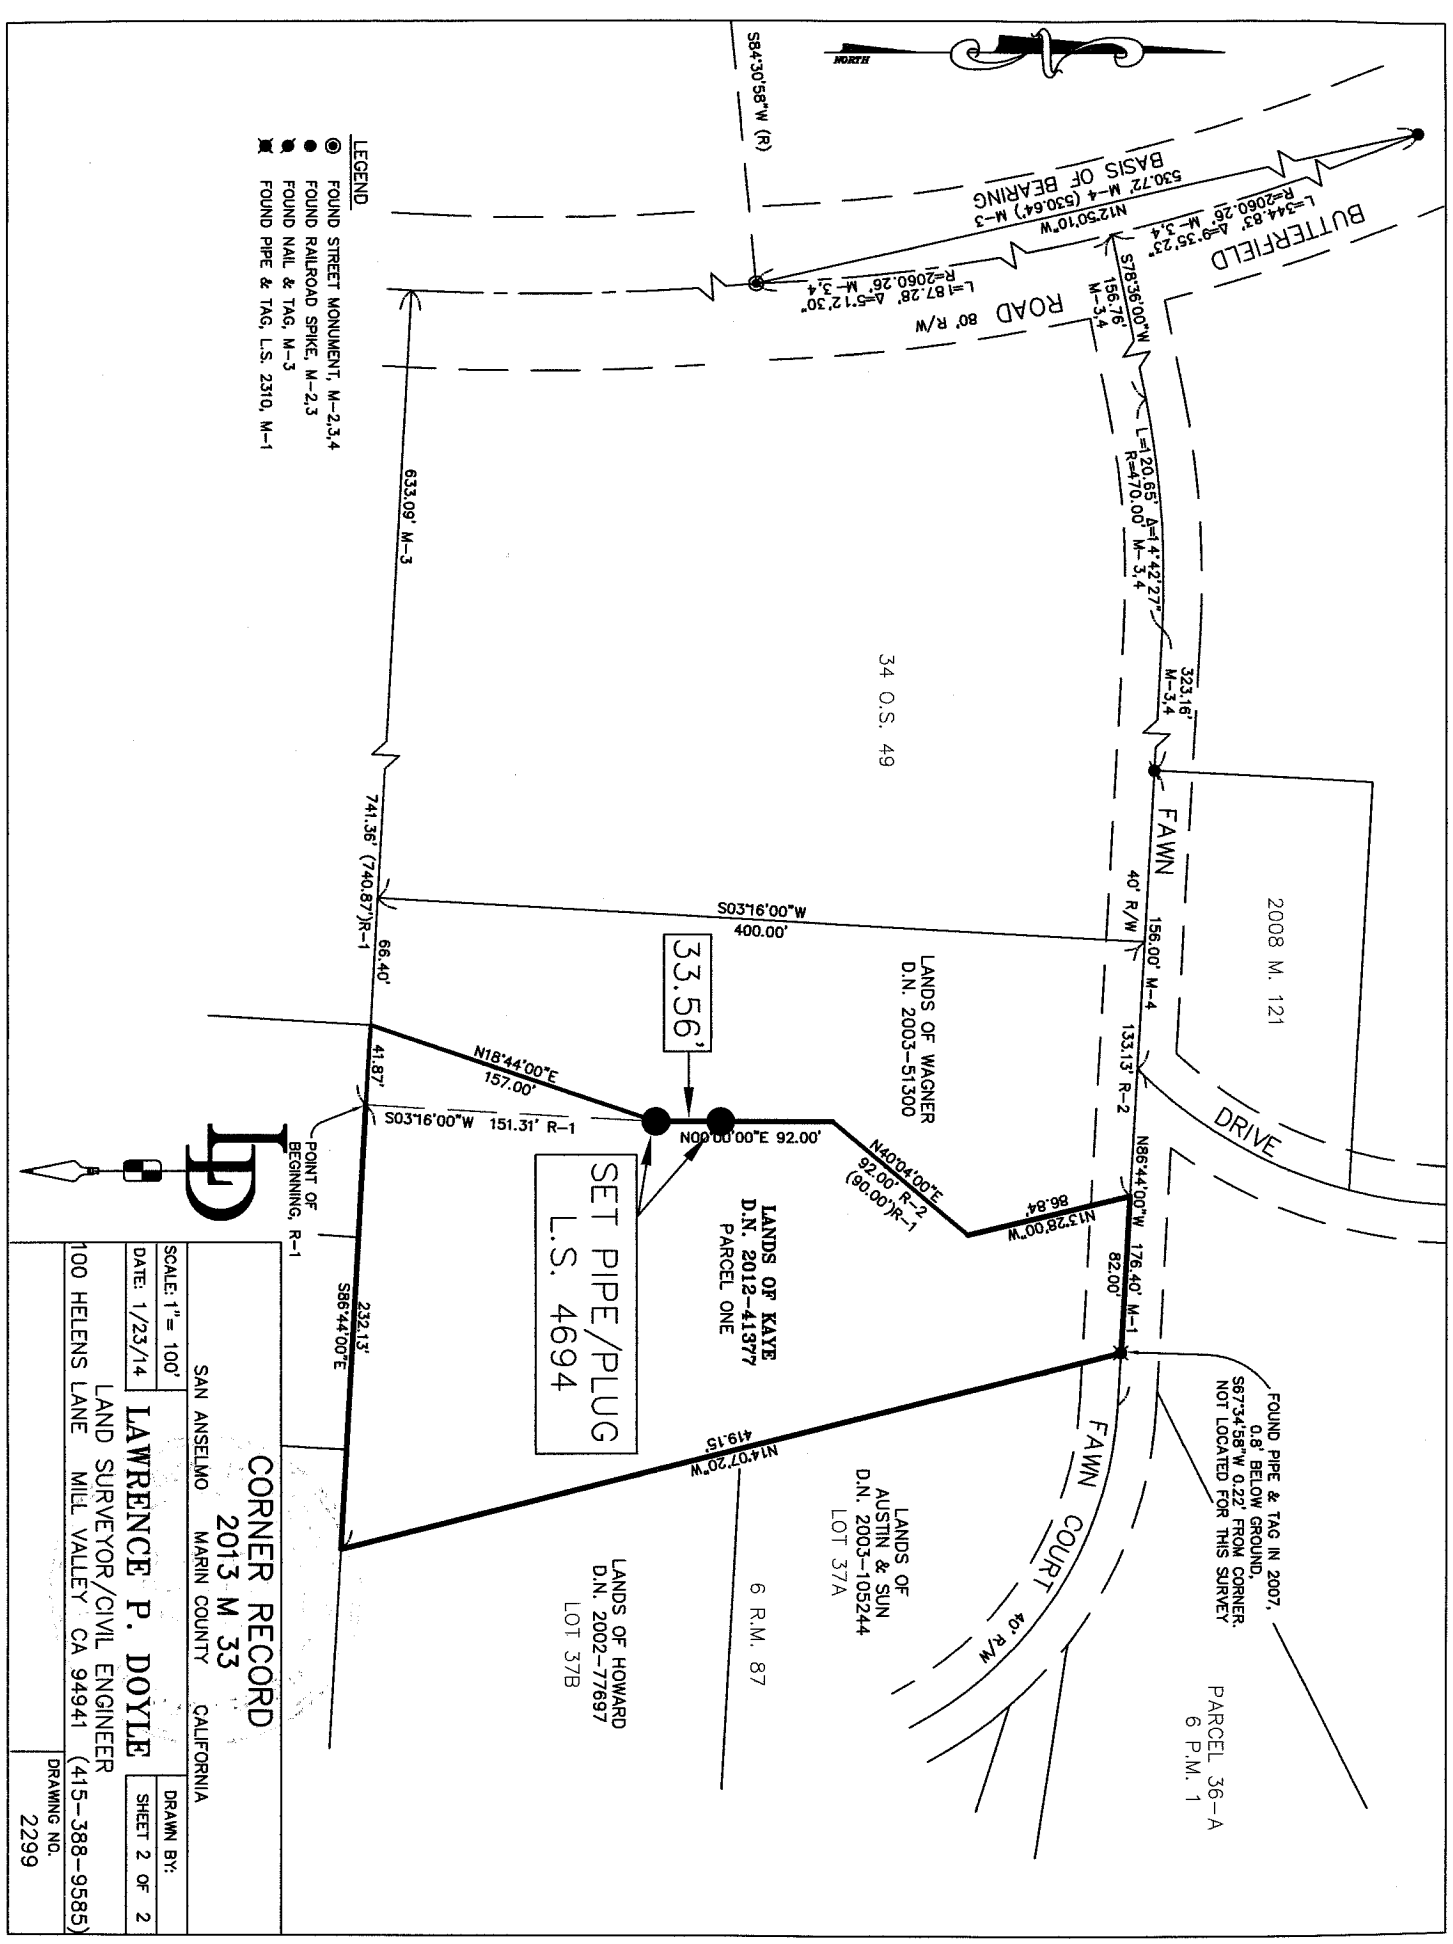 NORTH
S84°30'58"W (R)
BASIS OF BEARING
530.72' M-4 (530.64') M-3
N12°50'10"W
L=344.83' Δ=9°35'23"
R=2060.26' M-3,4
BUTTERFIELD
ROAD
80' R/W
L=187.28' Δ=5°12'30"
R=2060.26' M-3,4
S78°36'00"W
156.76'
M-3,4
L=120.65' Δ=14°42'27"
R=470.00' M-3,4
323.16'
M-3,4
FAWN
40' R/W
156.00' M-4
133.13' R-2
DRIVE
2008 M. 121
N86°44'00"W 176.40' M-1
82.00'
FOUND PIPE & TAG IN 2007,
0.8' BELOW GROUND,
S67°34'58"W 0.22' FROM CORNER.
NOT LOCATED FOR THIS SURVEY
PARCEL 36-A
6 P.M. 1
FAWN COURT
40' R/W
LEGEND
FOUND STREET MONUMENT, M-2,3,4
FOUND RAILROAD SPIKE, M-2,3
FOUND NAIL & TAG, M-3
FOUND PIPE & TAG, L.S. 2310, M-1
633.09' M-3
34 O.S. 49
741.36' (740.87')R-1
66.40'
S03°16'00"W
400.00'
LANDS OF WAGNER
D.N. 2003-51300
33.56'
N18°44'00"E
157.00'
41.87'
S03°16'00"W 151.31' R-1
N00°00'00"E 92.00'
N40°04'00"E
92.00' R-2
(90.00')R-1
N13°28'00"W
86.84'
SET PIPE/PLUG
L.S. 4694
LANDS OF KAYE
D.N. 2012-41377
PARCEL ONE
POINT OF
BEGINNING, R-1
232.13'
S86°44'00"E
N14°07'20"W
419.15'
LANDS OF
AUSTIN & SUN
D.N. 2003-105244
LOT 37A
6 R.M. 87
LANDS OF HOWARD
D.N. 2002-77697
LOT 37B
CORNER RECORD
2013 M 33
SAN ANSELMO MARIN COUNTY CALIFORNIA
SCALE: 1"= 100'
DATE: 1/23/14
LAWRENCE P. DOYLE
LAND SURVEYOR/CIVIL ENGINEER
100 HELENS LANE MILL VALLEY CA 94941 (415-388-9585)
DRAWN BY:
SHEET 2 OF 2
DRAWING NO.
2299